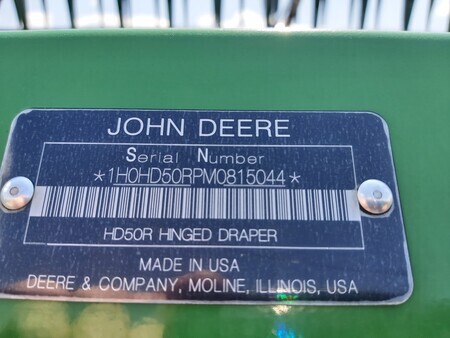 JOHN DEERE
Serial Number
*1H0HD50RPM0815044*
HD50R HINGED DRAPER
MADE IN USA
DEERE & COMPANY, MOLINE, ILLINOIS, USA